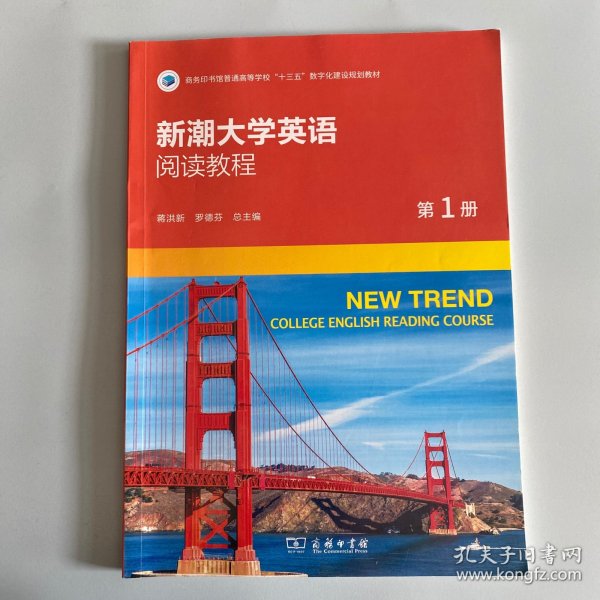 商务印书馆普通高等学校“十三五”数字化建设规划教材
新潮大学英语
阅读教程
蒋洪新 罗德芬 总主编
第1册
NEW TREND
COLLEGE ENGLISH READING COURSE
商務印書館
The Commercial Press
孔夫子旧书网
www.kongfz.com